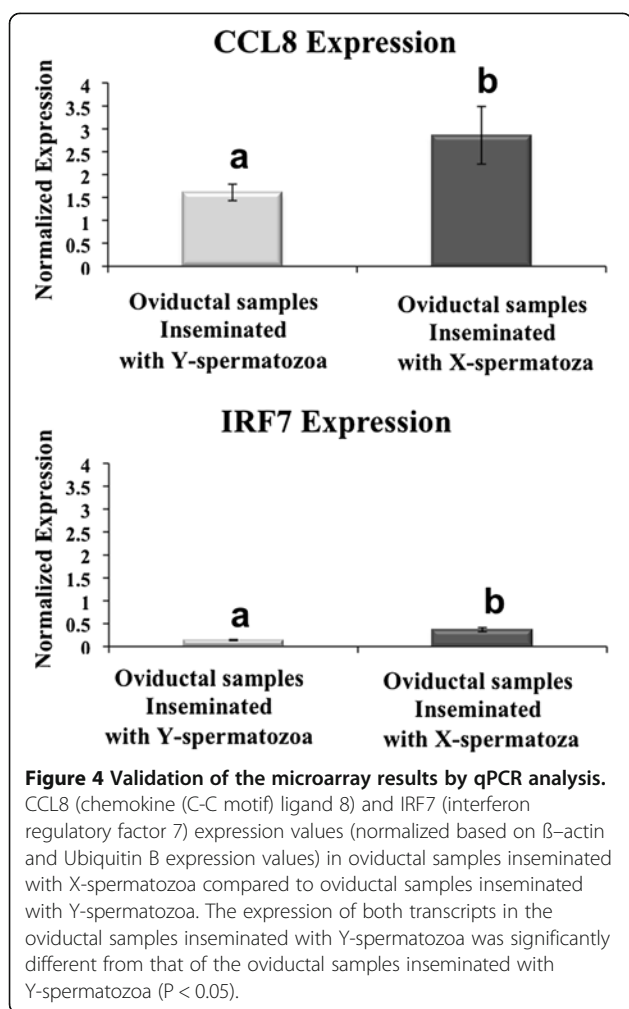 CCL8 Expression
Normalized Expression
4
3.5
3
2.5
2
1.5
1
0.5
0
a
b
Oviductal samples
Inseminated
with Y-spermatozoa
Oviductal samples
Inseminated
with X-spermatoza
IRF7 Expression
Normalized Expression
4
3.5
3
2.5
2
1.5
1
0.5
0
a
b
Oviductal samples
Inseminated
with Y-spermatozoa
Oviductal samples
Inseminated
with X-spermatoza
Figure 4 Validation of the microarray results by qPCR analysis.
CCL8 (chemokine (C-C motif) ligand 8) and IRF7 (interferon
regulatory factor 7) expression values (normalized based on ß–actin
and Ubiquitin B expression values) in oviductal samples inseminated
with X-spermatozoa compared to oviductal samples inseminated
with Y-spermatozoa. The expression of both transcripts in the
oviductal samples inseminated with Y-spermatozoa was significantly
different from that of the oviductal samples inseminated with
Y-spermatozoa (P < 0.05).